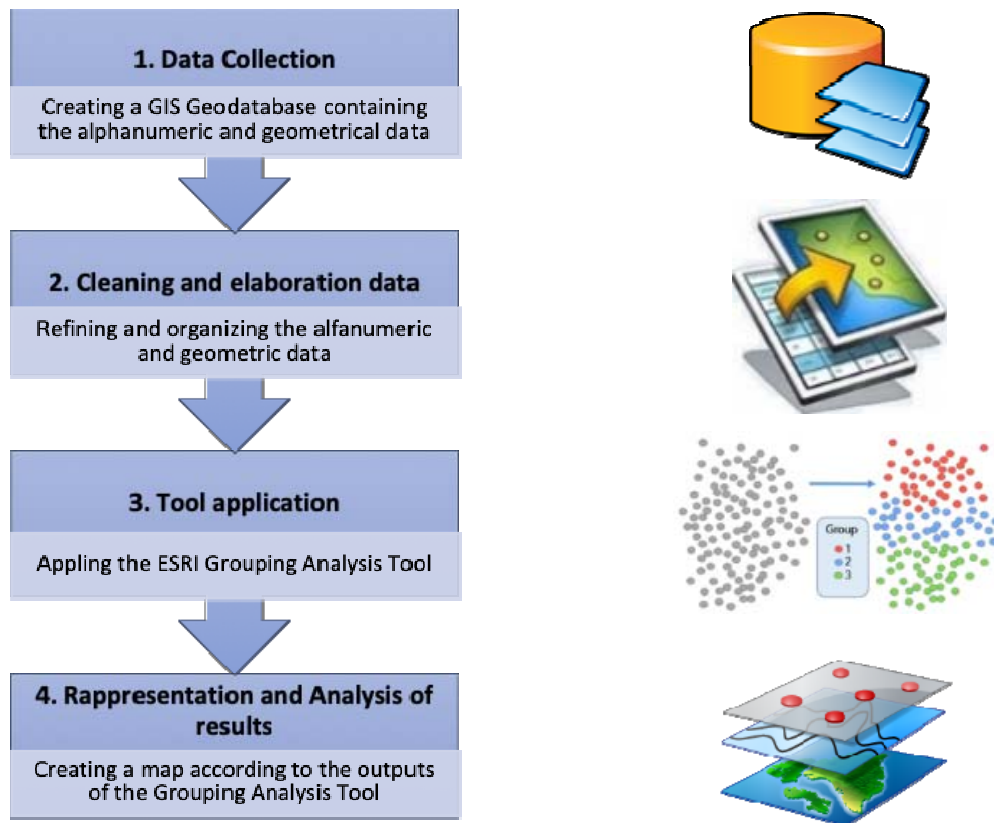 1. Data Collection
Creating a GIS Geodatabase containing
the alphanumeric and geometrical data
2. Cleaning and elaboration data
Refining and organizing the alfanumeric
and geometric data
3. Tool application
Appling the ESRI Grouping Analysis Tool
Group
1
2
3
4. Rappresentation and Analysis of
results
Creating a map according to the outputs
of the Grouping Analysis Tool